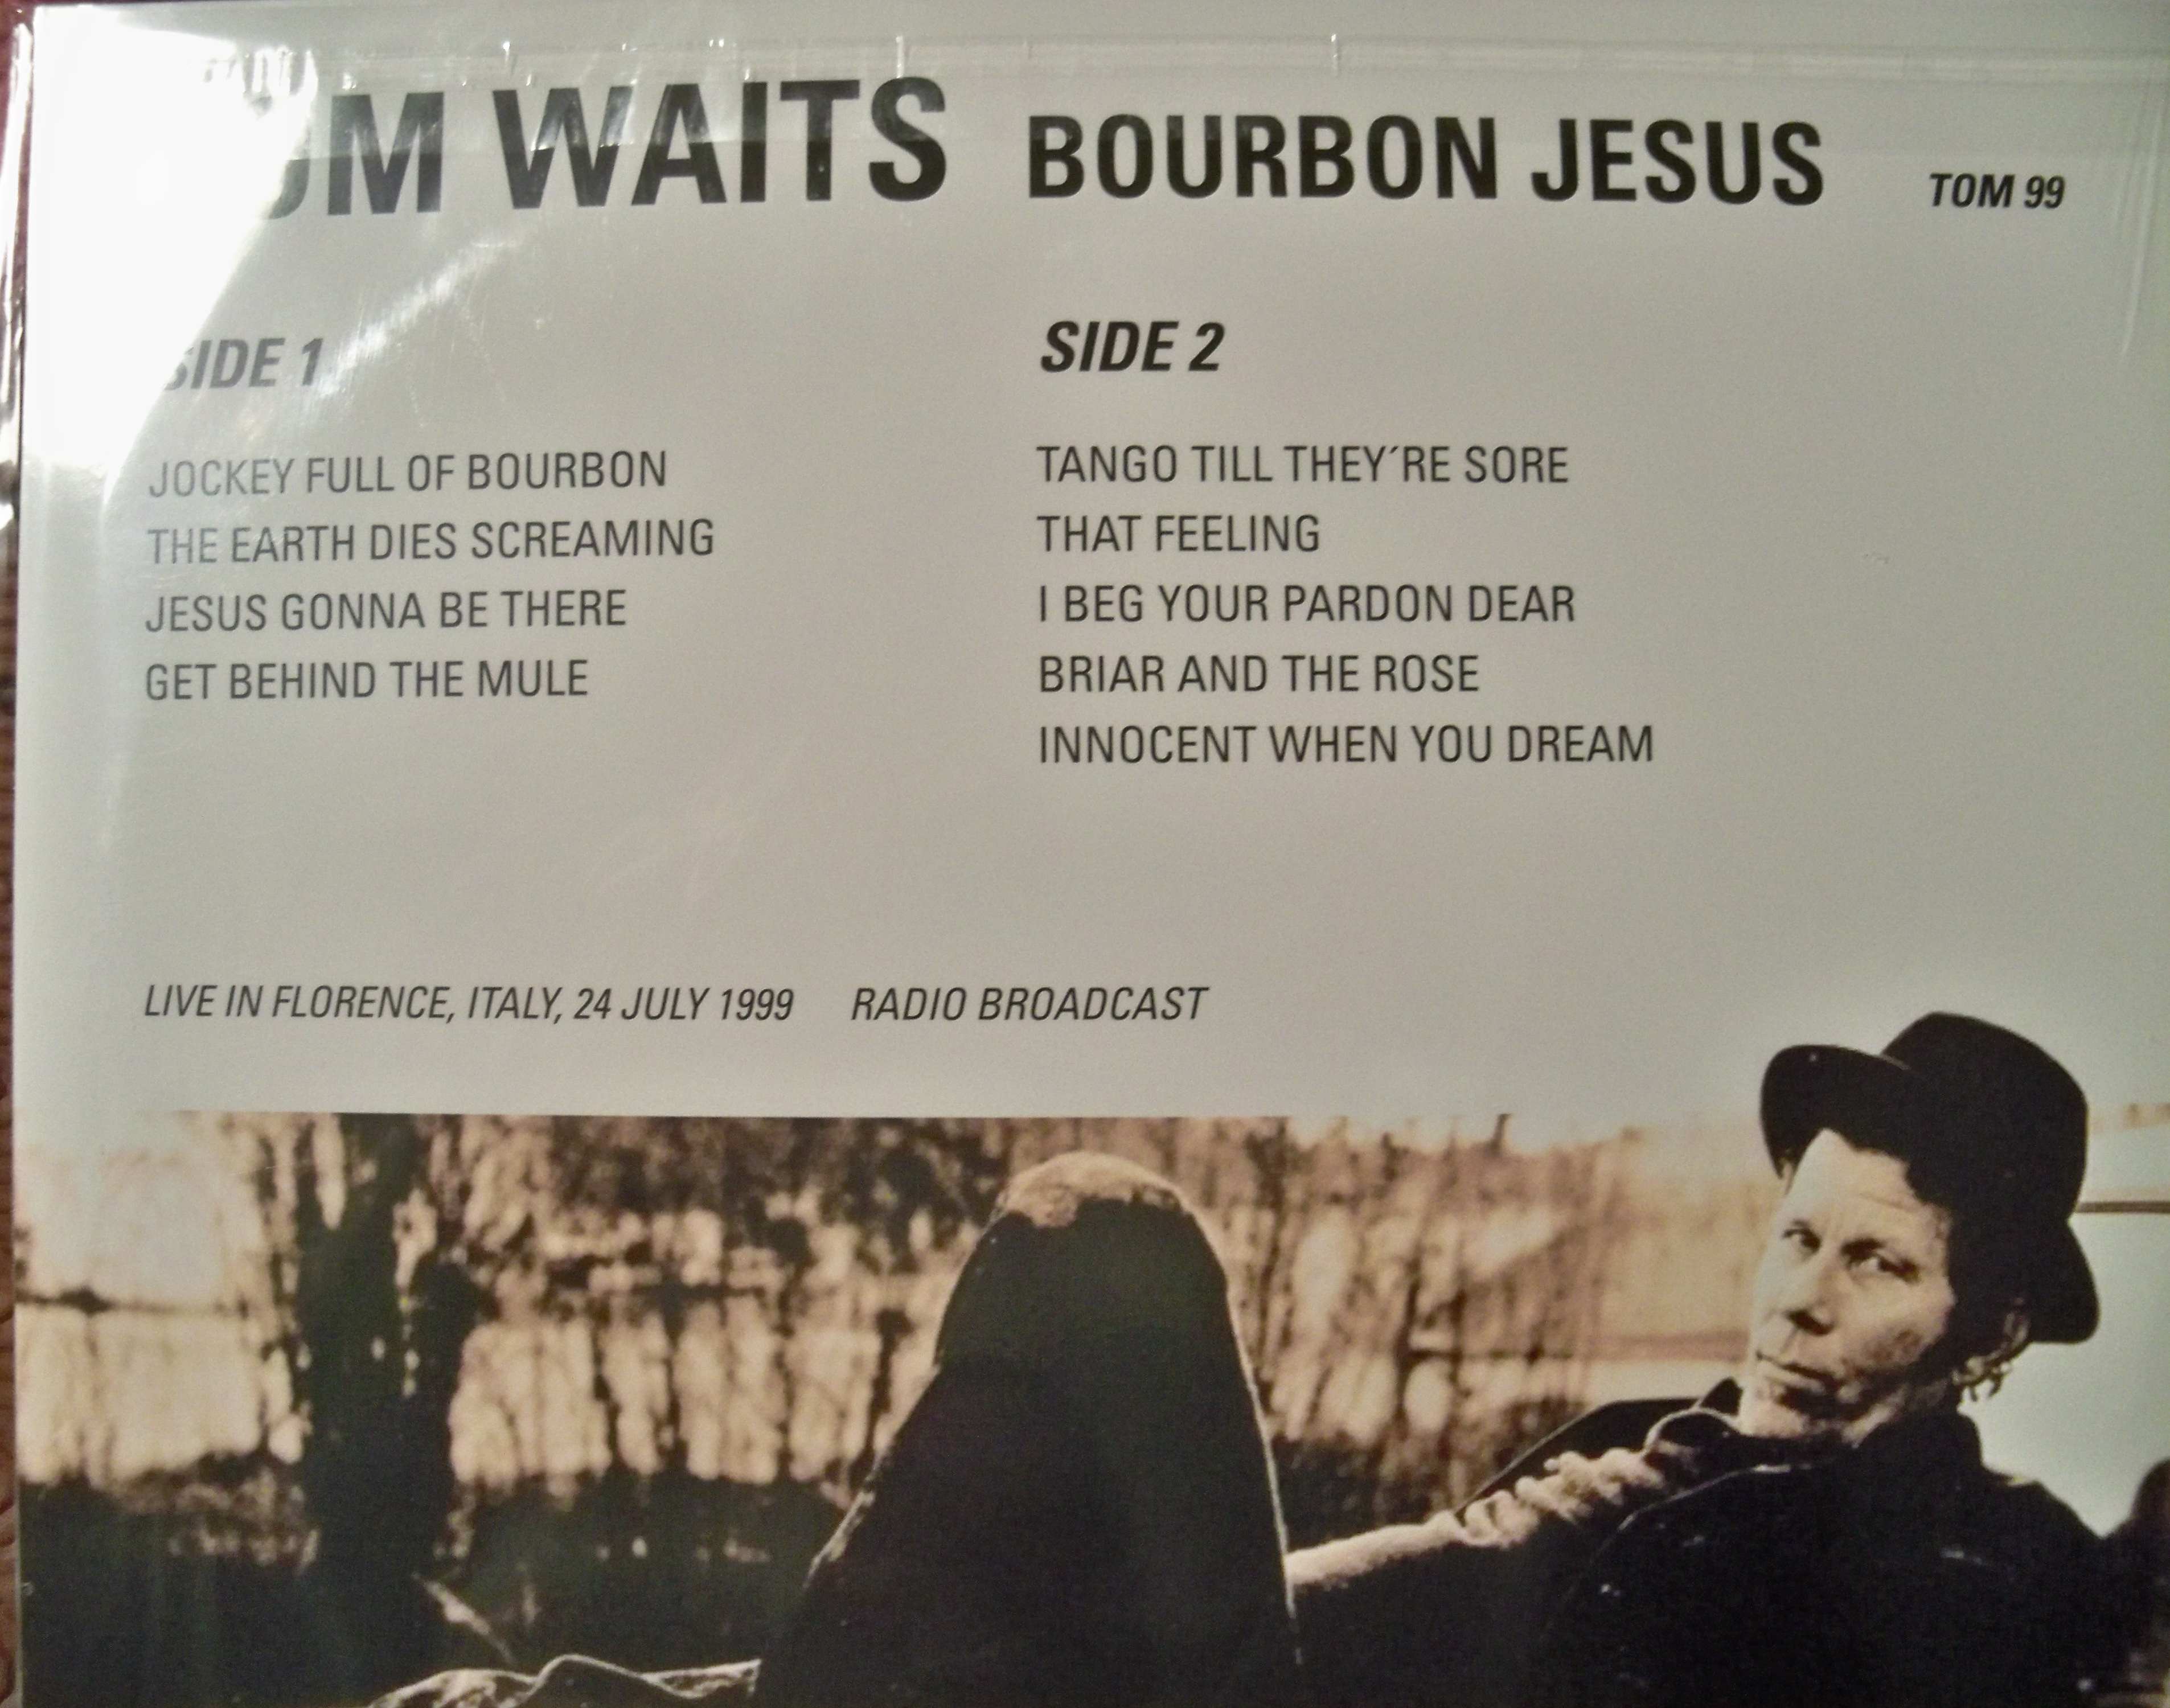 TOM WAITS BOURBON JESUS TOM 99
SIDE 1
JOCKEY FULL OF BOURBON
THE EARTH DIES SCREAMING
JESUS GONNA BE THERE
GET BEHIND THE MULE
SIDE 2
TANGO TILL THEY´RE SORE
THAT FEELING
I BEG YOUR PARDON DEAR
BRIAR AND THE ROSE
INNOCENT WHEN YOU DREAM
LIVE IN FLORENCE, ITALY, 24 JULY 1999 RADIO BROADCAST